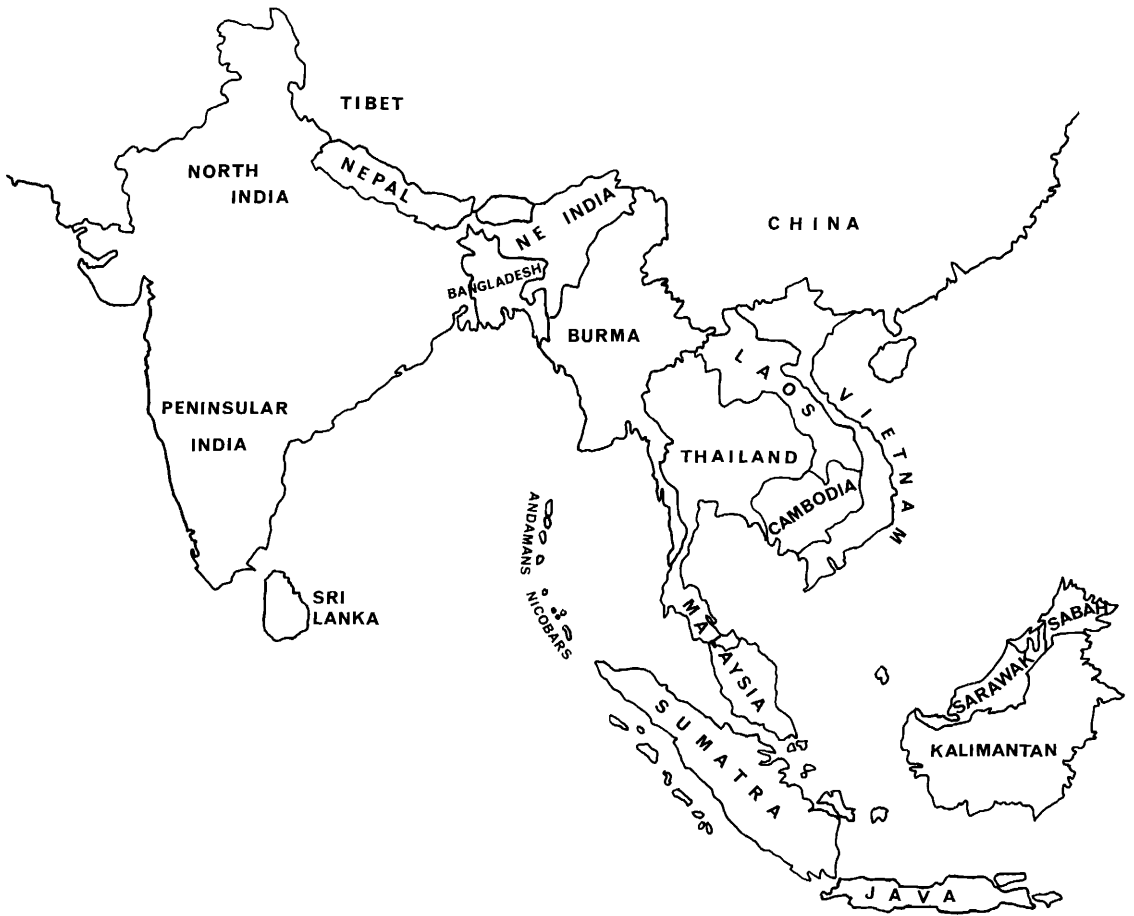 TIBET
NORTH
INDIA
NEPAL
NE INDIA
CHINA
BANGLADESH
BURMA
LAOS
VIETNAM
PENINSULAR
INDIA
THAILAND
CAMBODIA
ANDAMANS
NICOBARS
SRI
LANKA
MALAYSIA
SABAH
SARAWAK
SUMATRA
KALIMANTAN
JAVA